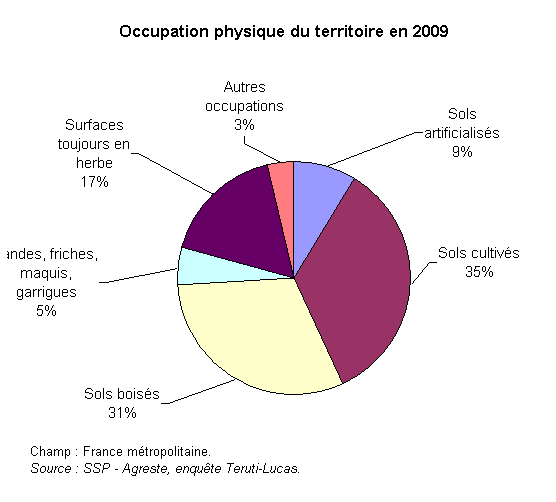 Occupation physique du territoire en 2009
Autres
occupations
3%
Sols
artificialisés
9%
Surfaces
toujours en
herbe
17%
Sols cultivés
35%
andes, friches,
maquis,
garrigues
5%
Sols boisés
31%
Champ : France métropolitaine.
Source : SSP - Agreste, enquête Teruti-Lucas.